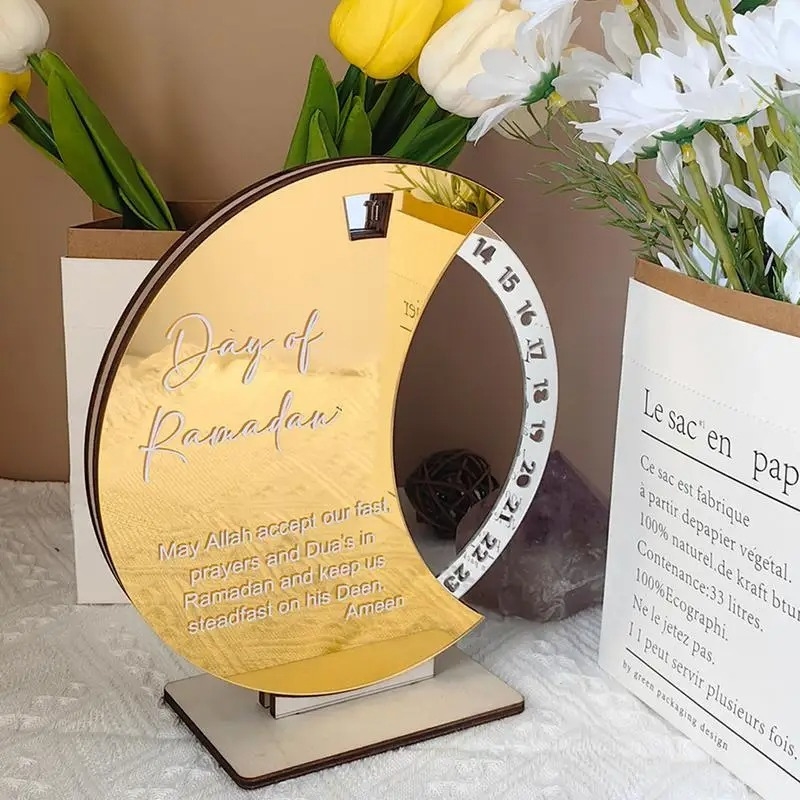 11
Day of
Ramadan
May Allah accept our fast,
prayers and Dua's in
Ramadan and keep us
steadfast on his Deen.
Ameen
14
15
16
17
18
19
20
21
22
23
Le sac en pap
Ce sac est fabrique
à partir depapier végetal.
100% naturel.de kraft
Contenance:33 litres.
100%Ecographi.
Ne le jetez pas.
I 1 peut servir plusieurs fois.
by green packaging design